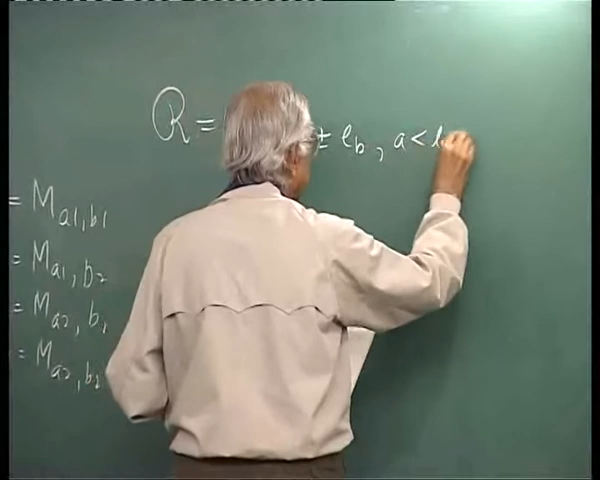 R = ± e_b, a <
= M_{a1,b1}
= M_{a1,b2}
= M_{a2,b1}
= M_{a2,b2}